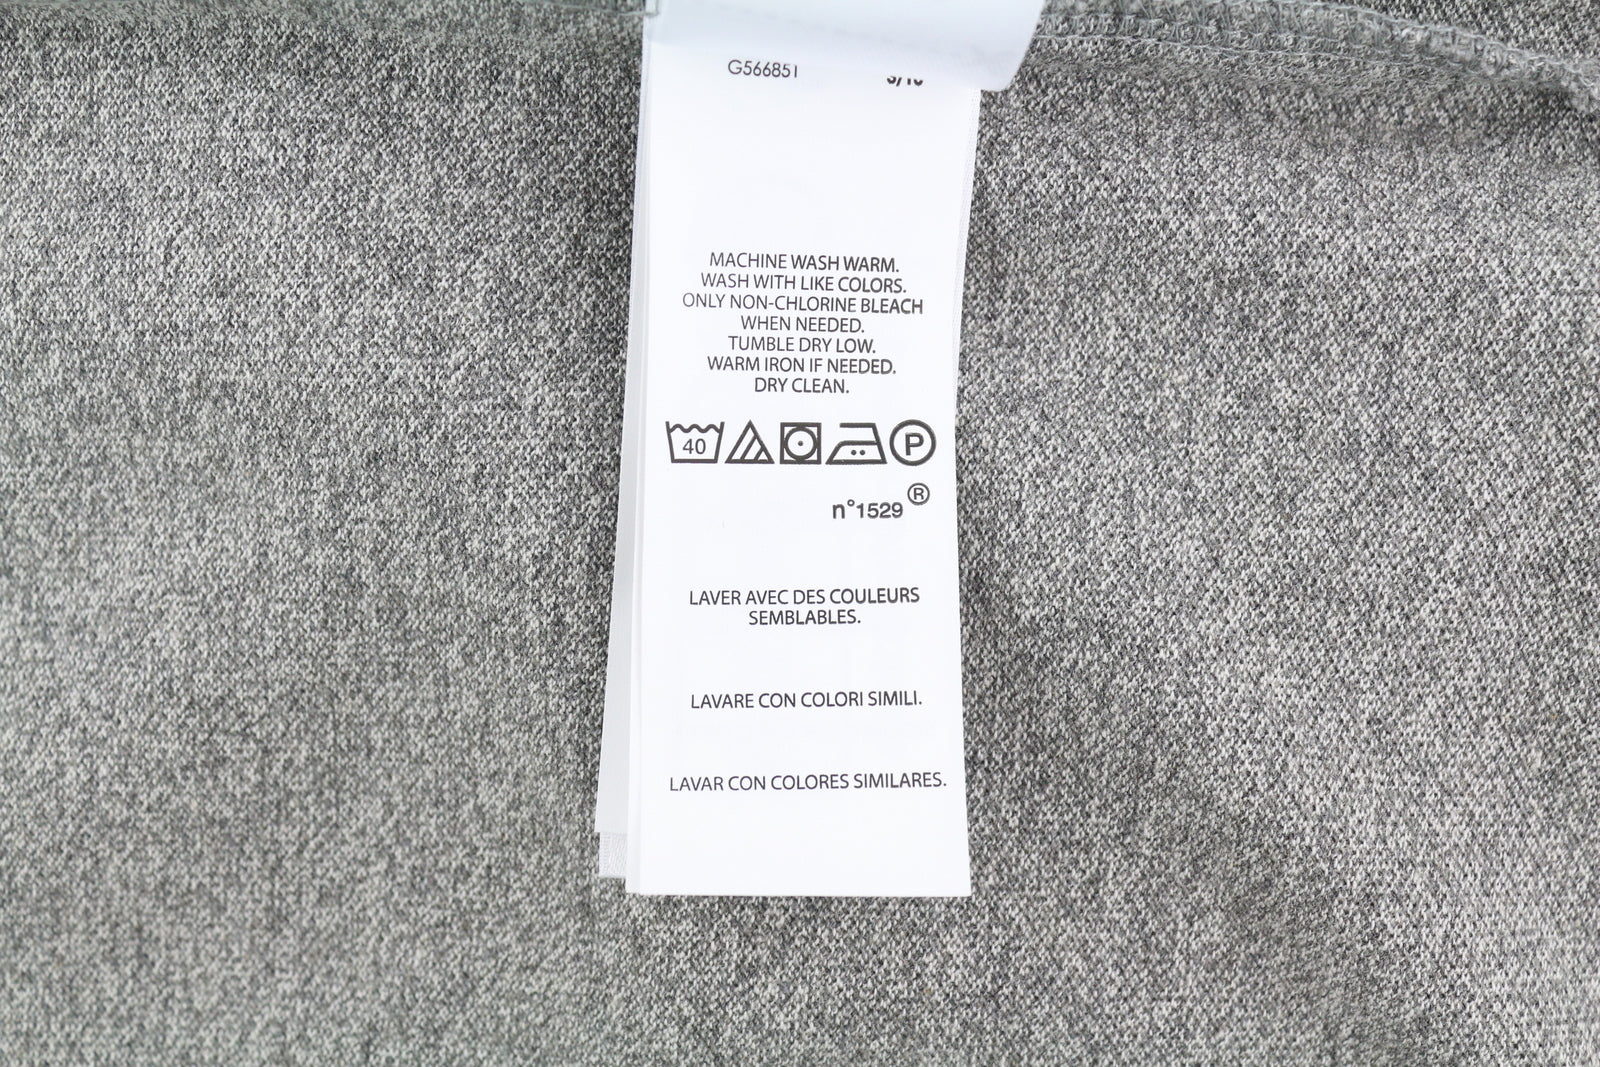 G566851
MACHINE WASH WARM.
WASH WITH LIKE COLORS.
ONLY NON-CHLORINE BLEACH
WHEN NEEDED.
TUMBLE DRY LOW.
WARM IRON IF NEEDED.
DRY CLEAN.
40 P
n°1529®
LAVER AVEC DES COULEURS
SEMBLABLES.
LAVARE CON COLORI SIMILI.
LAVAR CON COLORES SIMILARES.